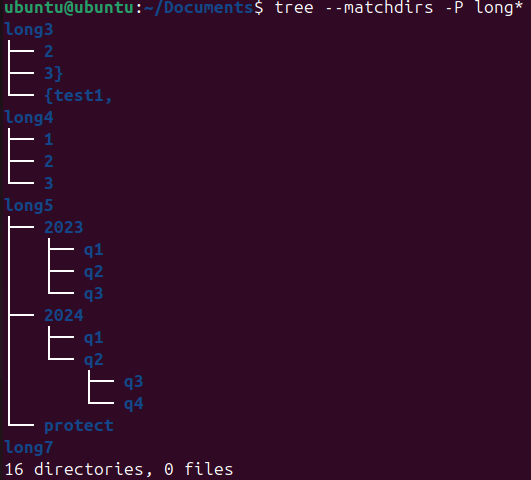 ubuntu@ubuntu:~/Documents$ tree --matchdirs -P long*
long3
├── 2
├── 3}
└── {test1,
long4
├── 1
├── 2
└── 3
long5
├── 2023
│   ├── q1
│   ├── q2
│   └── q3
├── 2024
│   ├── q1
│   └── q2
│       ├── q3
│       └── q4
└── protect
long7
16 directories, 0 files